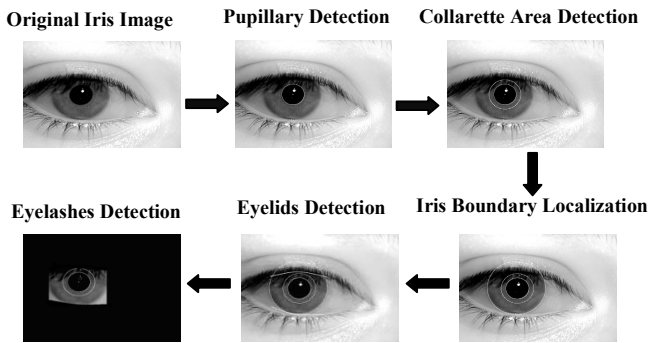 Original Iris Image
Pupillary Detection
Collarette Area Detection
Eyelashes Detection
Eyelids Detection
Iris Boundary Localization